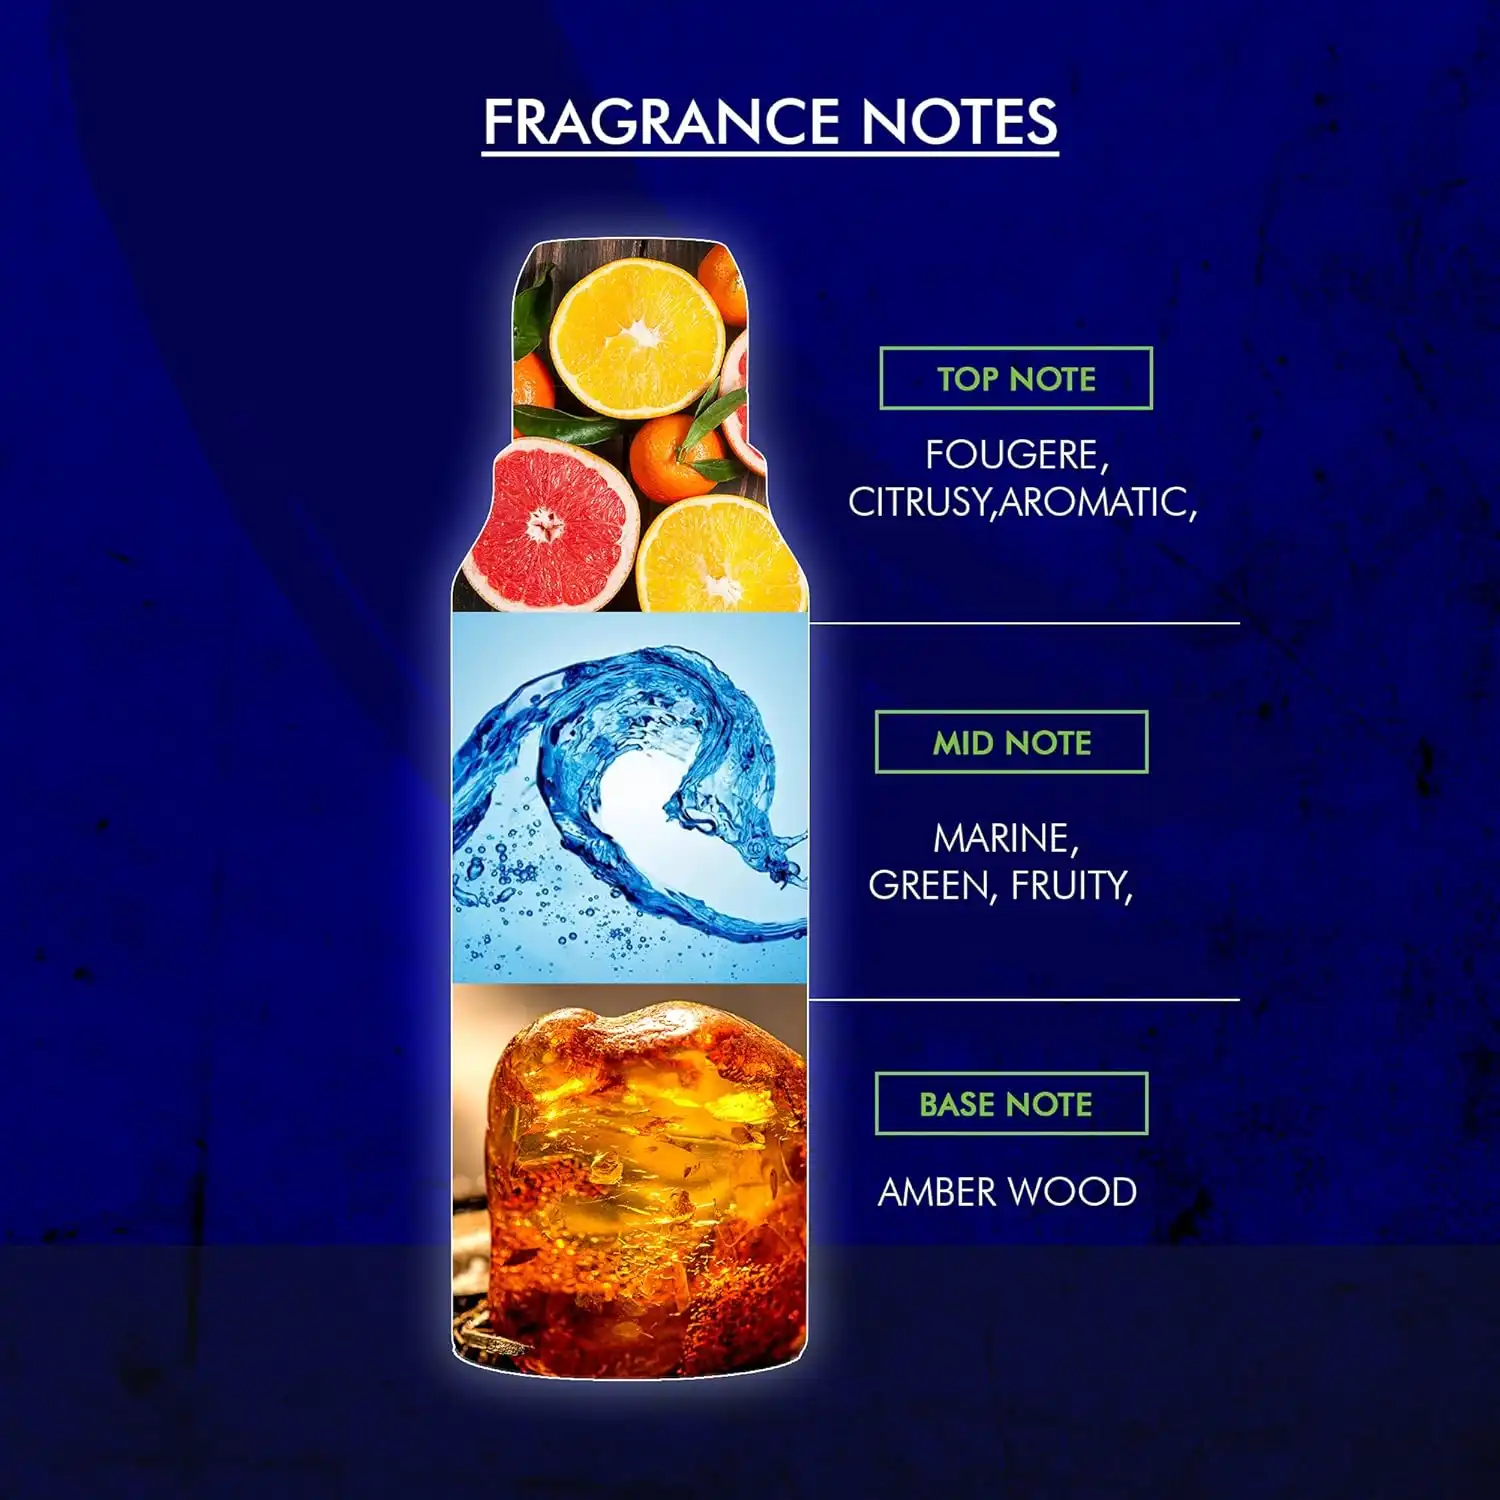 FRAGRANCE NOTES
TOP NOTE
FOUGERE,
CITRUSY,AROMATIC,
MID NOTE
MARINE,
GREEN, FRUITY,
BASE NOTE
AMBER WOOD